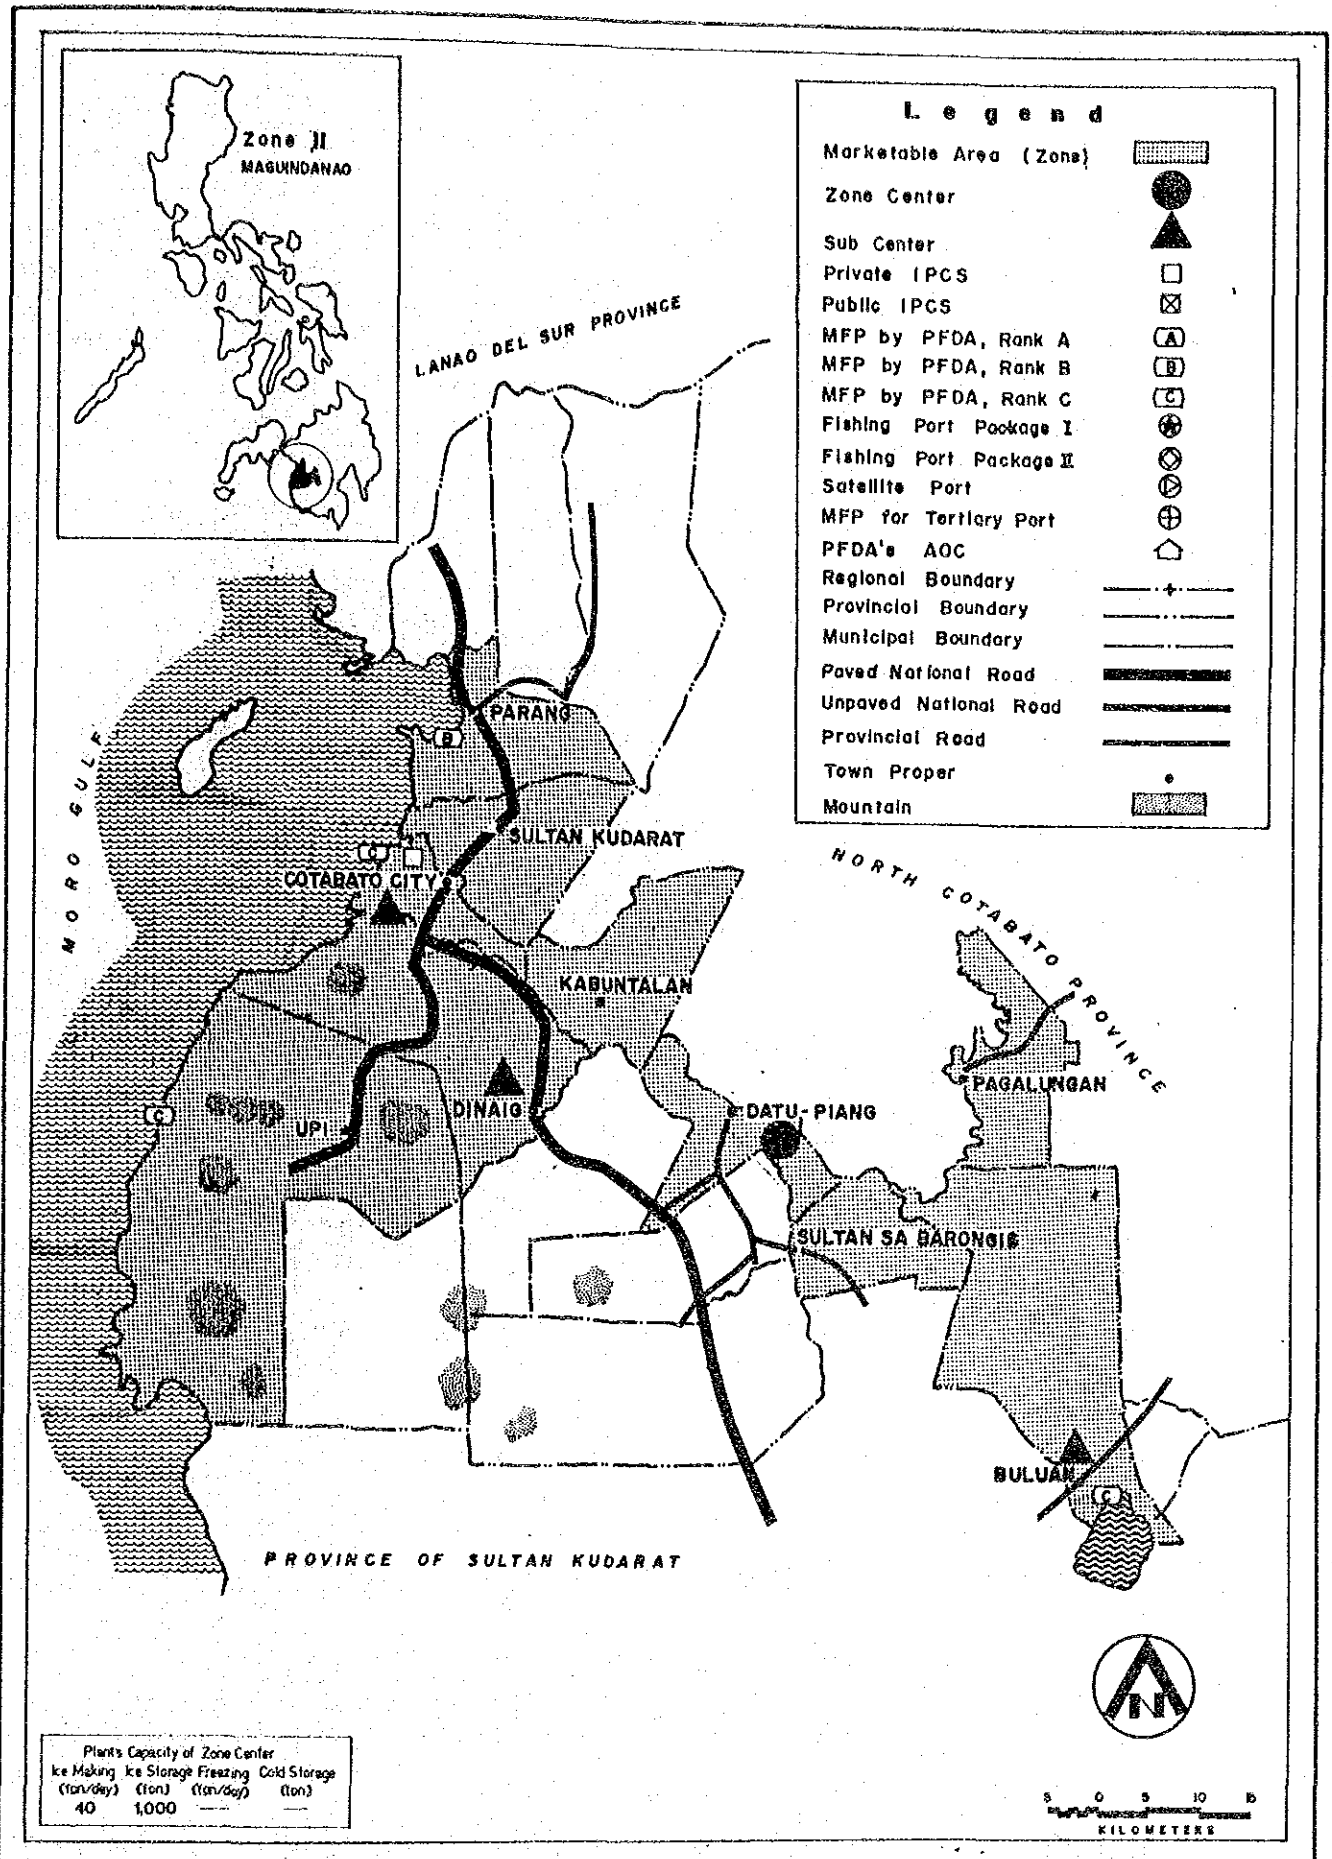 Zone II
MAGUINDANAO
Legend
Marketable Area (Zone)
Zone Center
Sub Center
Private IPCS
Public IPCS
MFP by PFDA, Rank A
A
MFP by PFDA, Rank B
B
MFP by PFDA, Rank C
C
Fishing Port Package I
Fishing Port Package II
Satellite Port
MFP for Tertiary Port
PFDA's AOC
Regional Boundary
Provincial Boundary
Municipal Boundary
Paved National Road
Unpaved National Road
Provincial Road
Town Proper
Mountain
LANAO DEL SUR PROVINCE
MORO GULF
PARANG
B
SULTAN KUDARAT
C
COTABATO CITY
NORTH COTABATO PROVINCE
KABUNTALAN
PAGALUNGAN
C
UPI
DINAIG
DATU-PIANG
SULTAN SA BARONGIS
BULUAN
C
PROVINCE OF SULTAN KUDARAT
N
Plants Capacity of Zone Center
Ice Making Ice Storage Freezing Cold Storage
(ton/day) (ton) (ton/day) (ton)
40 1,000 — —
5 0 5 10 15
KILOMETERS